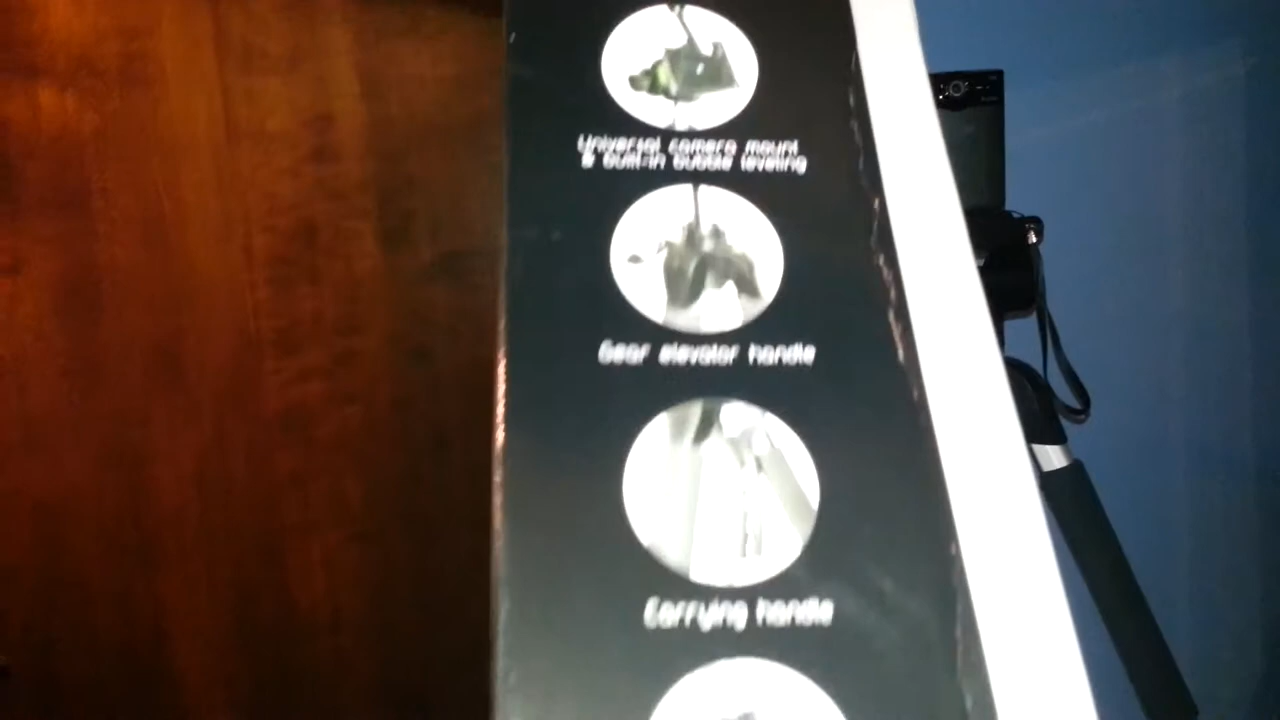 Universal camera mount
& built-in bubble leveling
Gear elevator handle
Carrying handle